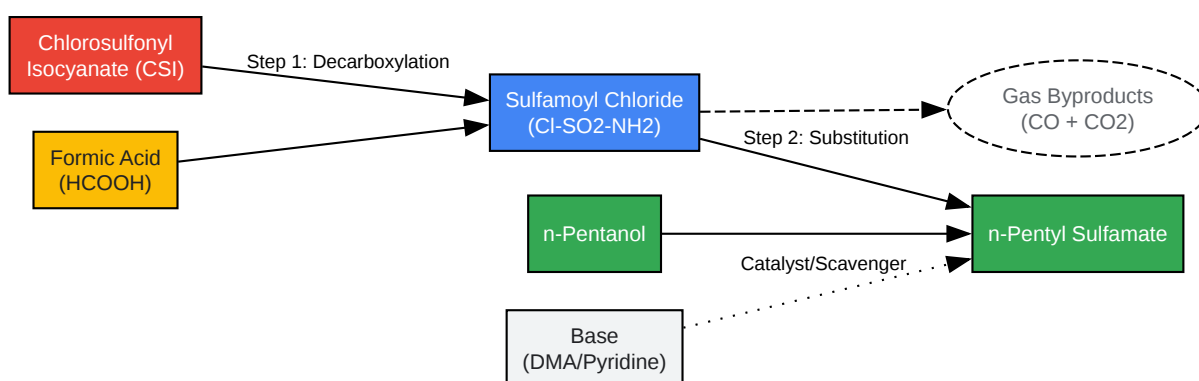 Chlorosulfonyl
Isocyanate (CSI)
Step 1: Decarboxylation
Formic Acid
(HCOOH)
Sulfamoyl Chloride
(Cl-SO2-NH2)
Gas Byproducts
(CO + CO2)
Step 2: Substitution
n-Pentanol
n-Pentyl Sulfamate
Catalyst/Scavenger
Base
(DMA/Pyridine)